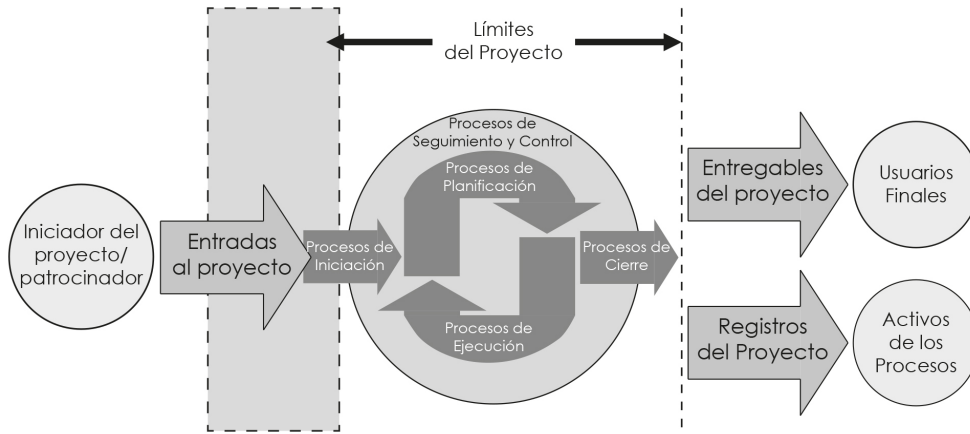 Límites
del Proyecto
Procesos de
Seguimiento y Control
Procesos de
Planificación
Iniciador del
proyecto/
patrocinador
Entradas
al proyecto
Procesos de
Iniciación
Procesos de
Cierre
Procesos de
Ejecución
Entregables
del proyecto
Usuarios
Finales
Registros
del Proyecto
Activos
de los
Procesos